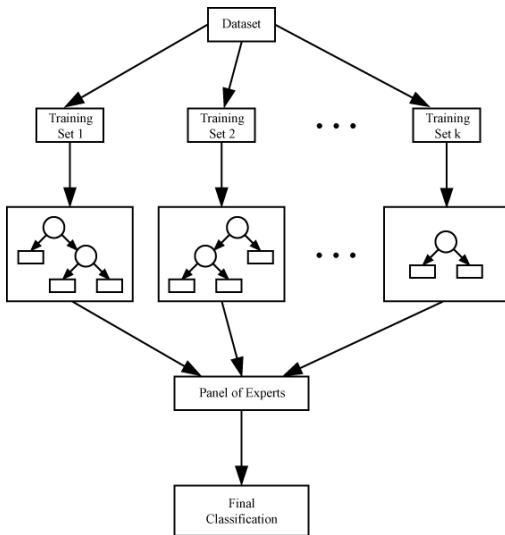 Dataset
Training
Set 1
Training
Set 2
Training
Set k
Panel of Experts
Final
Classification